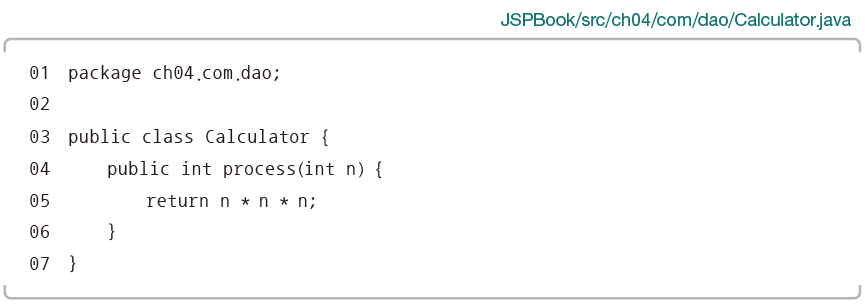 JSPBook/src/ch04/com/dao/Calculator.java
01 package ch04.com.dao;
02
03 public class Calculator {
04     public int process(int n) {
05         return n * n * n;
06     }
07 }